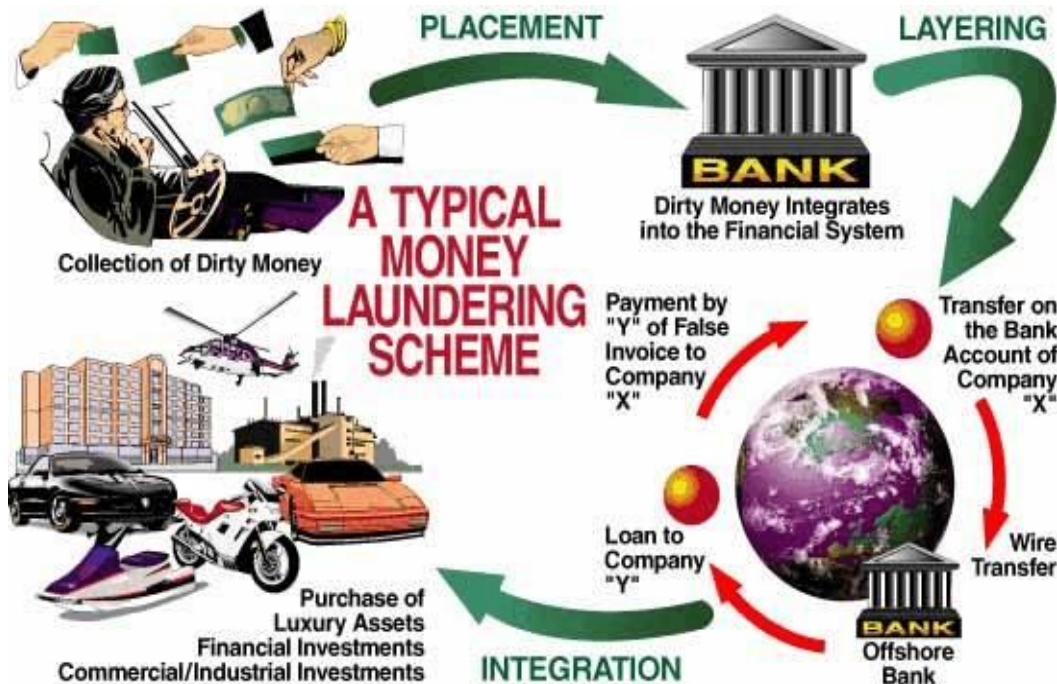 PLACEMENT
LAYERING
BANK
Dirty Money Integrates
into the Financial System
Collection of Dirty Money
A TYPICAL
MONEY
LAUNDERING
SCHEME
Payment by
"Y" of False
Invoice to
Company
"X"
Transfer on
the Bank
Account of
Company
"X"
Loan to
Company
"Y"
Wire
Transfer
BANK
Offshore
Bank
Purchase of
Luxury Assets
Financial Investments
Commercial/Industrial Investments
INTEGRATION